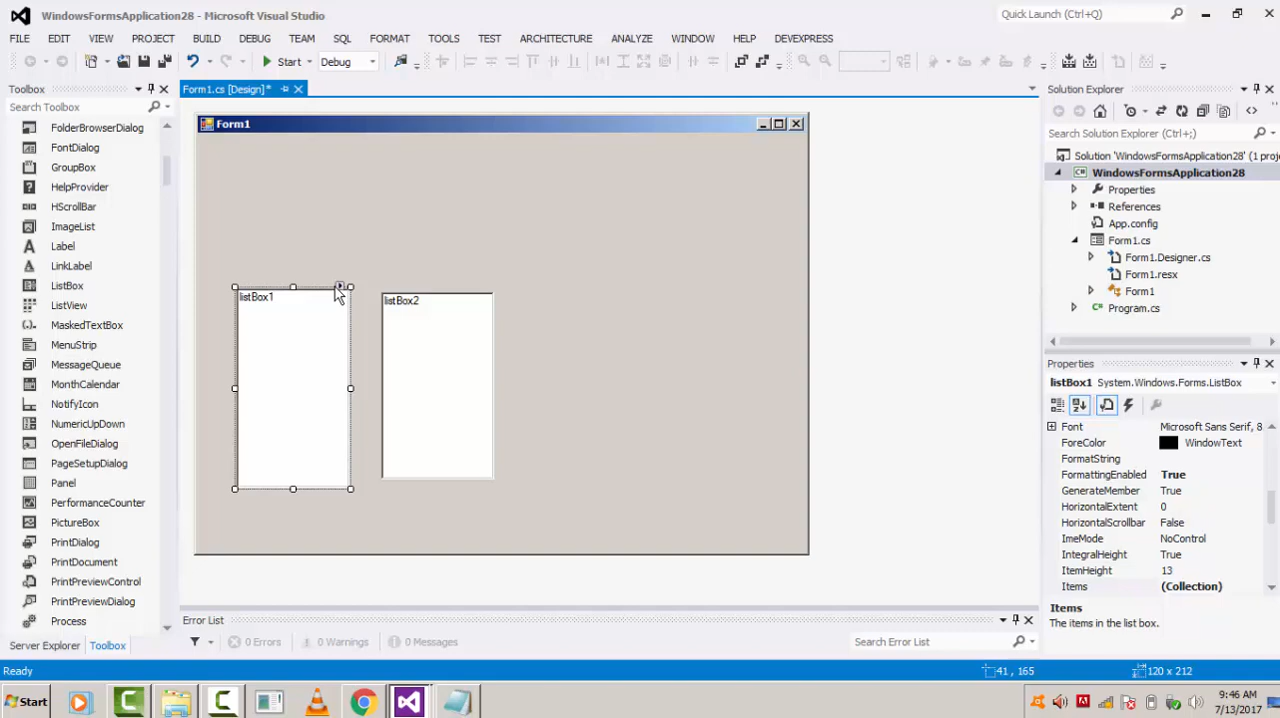 WindowsFormsApplication28 - Microsoft Visual Studio
Quick Launch (Ctrl+Q)
FILE EDIT VIEW PROJECT BUILD DEBUG TEAM SQL FORMAT TOOLS TEST ARCHITECTURE ANALYZE WINDOW HELP DEVEXPRESS
Start Debug
Toolbox
Search Toolbox
FolderBrowserDialog
FontDialog
GroupBox
HelpProvider
HScrollBar
ImageList
Label
LinkLabel
ListBox
ListView
MaskedTextBox
MenuStrip
MessageQueue
MonthCalendar
NotifyIcon
NumericUpDown
OpenFileDialog
PageSetupDialog
Panel
PerformanceCounter
PictureBox
PrintDialog
PrintDocument
PrintPreviewControl
PrintPreviewDialog
Process
Server Explorer Toolbox
Form1.cs [Design]*
Form1
listBox1
listBox2
Error List
0 Errors 0 Warnings 0 Messages
Search Error List
Solution Explorer
Search Solution Explorer (Ctrl+;)
Solution 'WindowsFormsApplication28' (1 proje
WindowsFormsApplication28
Properties
References
App.config
Form1.cs
Form1.Designer.cs
Form1.resx
Form1
Program.cs
Properties
listBox1 System.Windows.Forms.ListBox
Font Microsoft Sans Serif, 8
ForeColor WindowText
FormatString
FormattingEnabled True
GenerateMember True
HorizontalExtent 0
HorizontalScrollbar False
ImeMode NoControl
IntegralHeight True
ItemHeight 13
Items (Collection)
Items
The items in the list box.
Ready
41, 165
120 x 212
Start
9:46 AM
7/13/2017